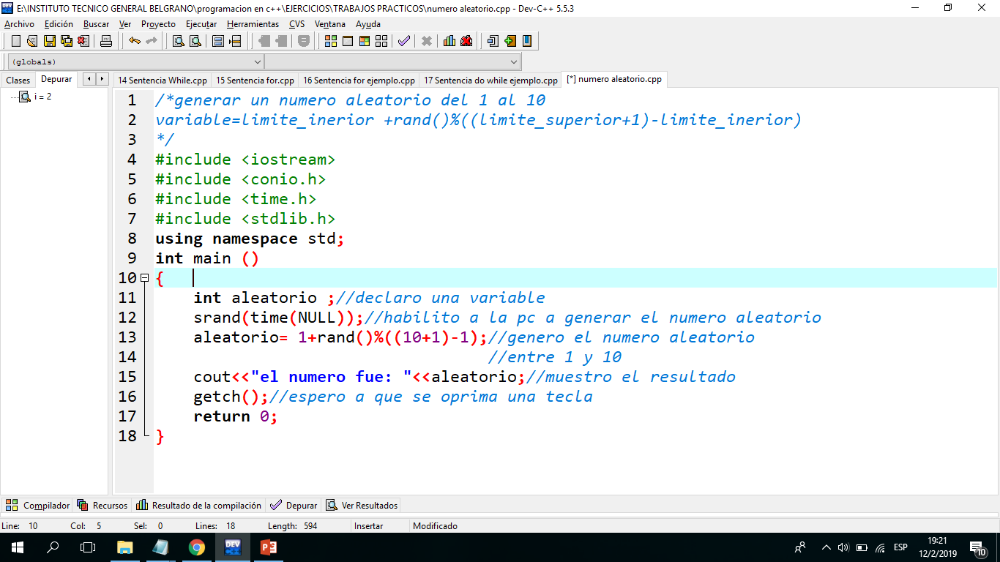 E:\INSTITUTO TECNICO GENERAL BELGRANO\programacion en c++\EJERCICIOS\TRABAJOS PRACTICOS\numero aleatorio.cpp - Dev-C++ 5.5.3
Archivo Edición Buscar Ver Proyecto Ejecutar Herramientas CVS Ventana Ayuda
(globals)
Clases Depurar 14 Sentencia While.cpp 15 Sentencia for.cpp 16 Sentencia for ejemplo.cpp 17 Sentencia do while ejemplo.cpp [*] numero aleatorio.cpp
i = 2
1 /*generar un numero aleatorio del 1 al 10
2 variable=limite_inerior +rand()%((limite_superior+1)-limite_inerior)
3 */
4 #include <iostream>
5 #include <conio.h>
6 #include <time.h>
7 #include <stdlib.h>
8 using namespace std;
9 int main ()
10 {
11 int aleatorio ;//declaro una variable
12 srand(time(NULL));//habilito a la pc a generar el numero aleatorio
13 aleatorio= 1+rand()%((10+1)-1);//genero el numero aleatorio
14 //entre 1 y 10
15 cout<<"el numero fue: "<<aleatorio;//muestro el resultado
16 getch();//espero a que se oprima una tecla
17 return 0;
18 }
Compilador Recursos Resultado de la compilación Depurar Ver Resultados
Line: 10 Col: 5 Sel: 0 Lines: 18 Length: 594 Insertar Modificado
DEV ESP 19:21
12/2/2019 10